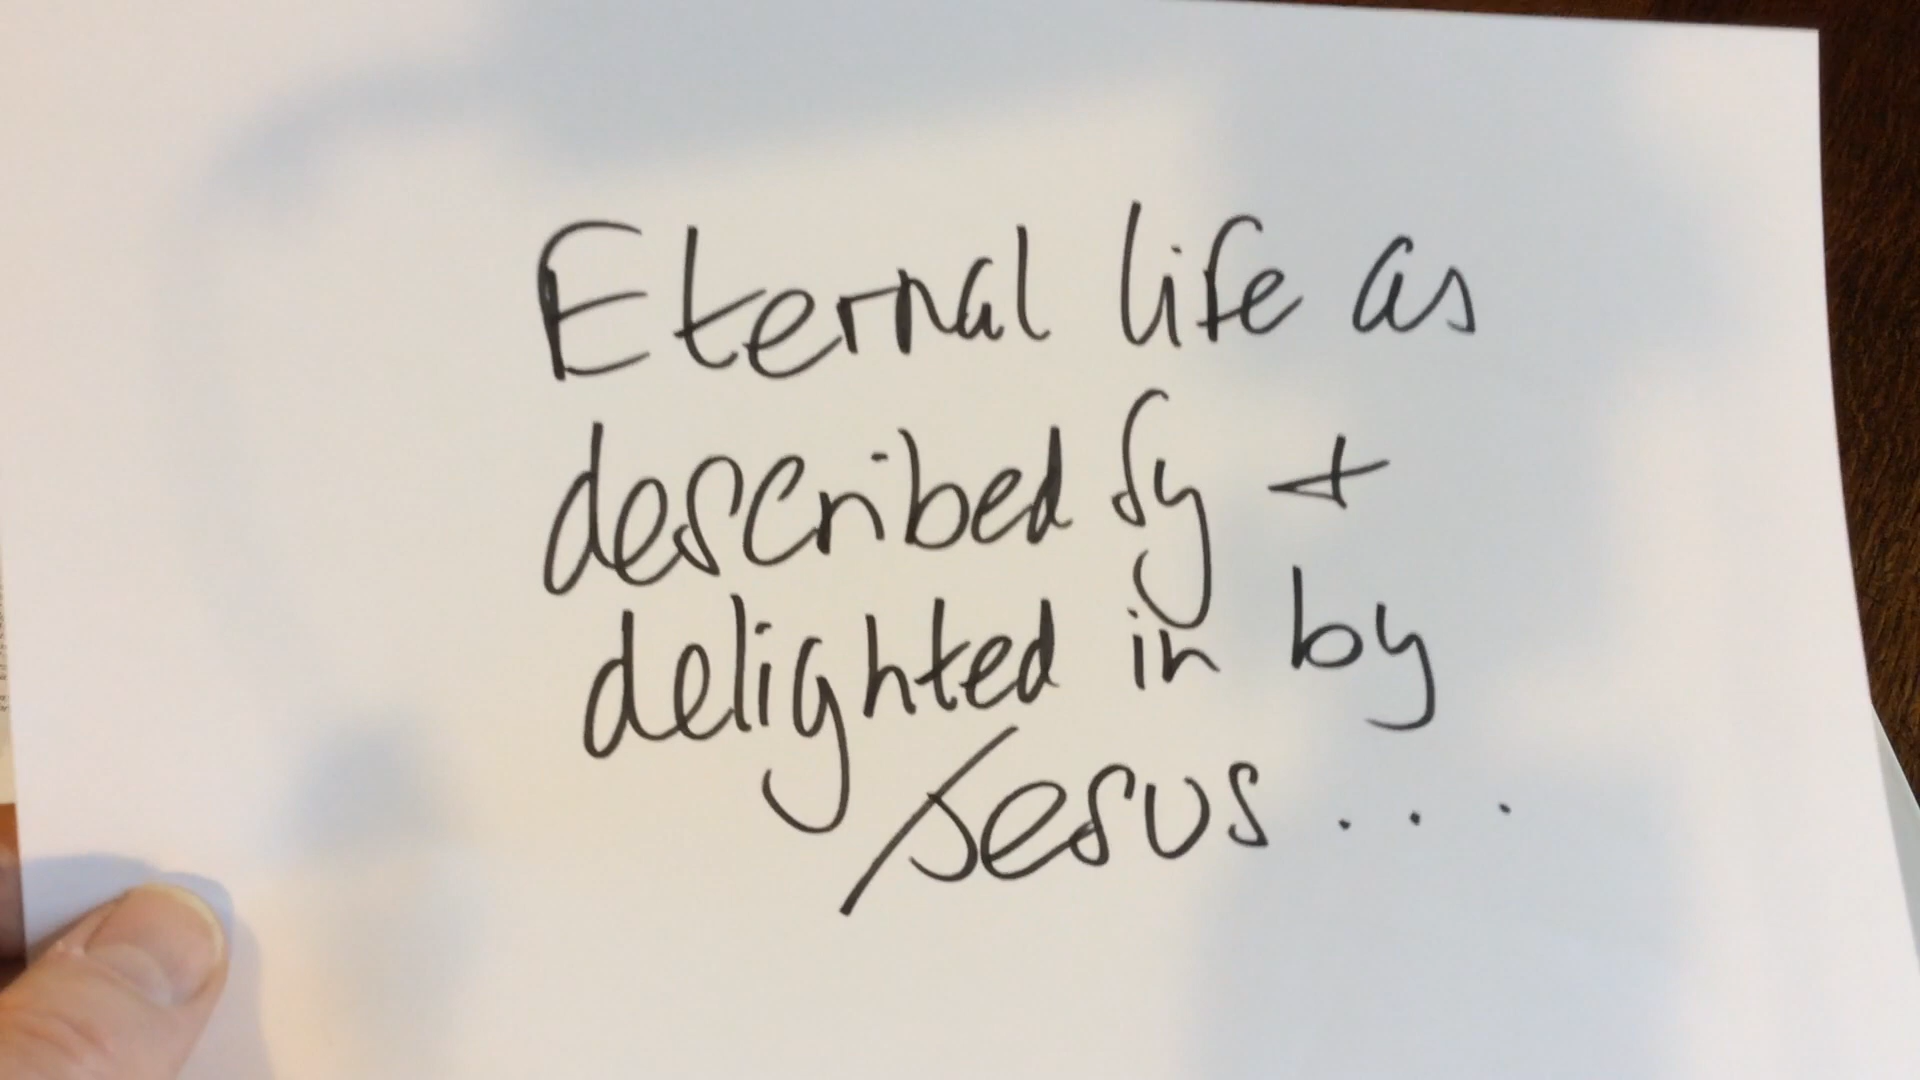 Eternal life as
described by +
delighted in by
Jesus...